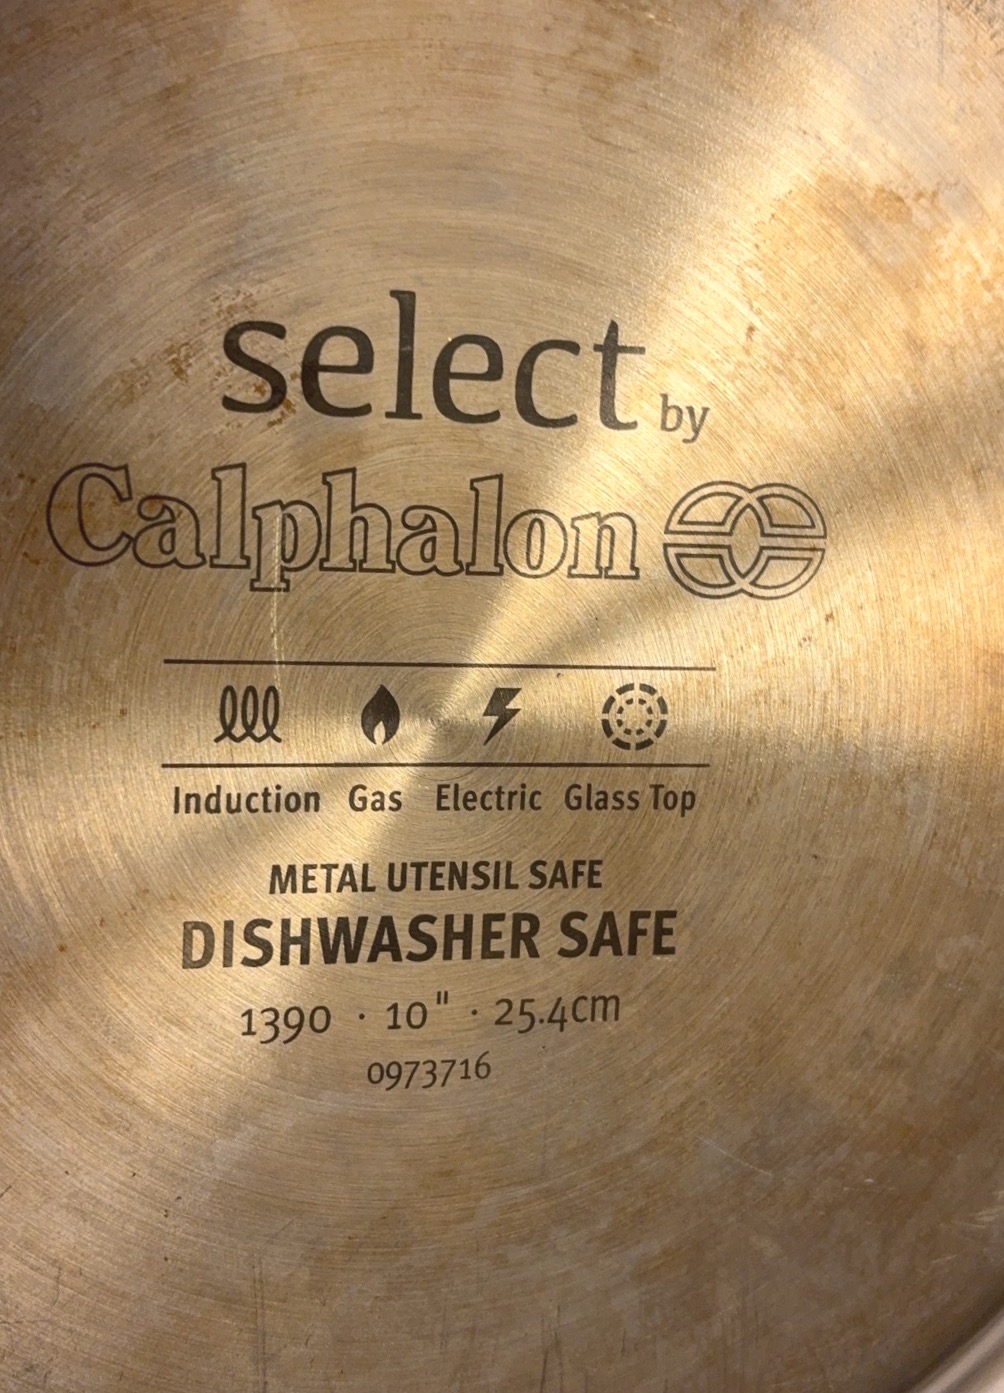 select by
Calphalon
Induction Gas Electric Glass Top
METAL UTENSIL SAFE
DISHWASHER SAFE
1390 · 10" · 25.4cm
0973716